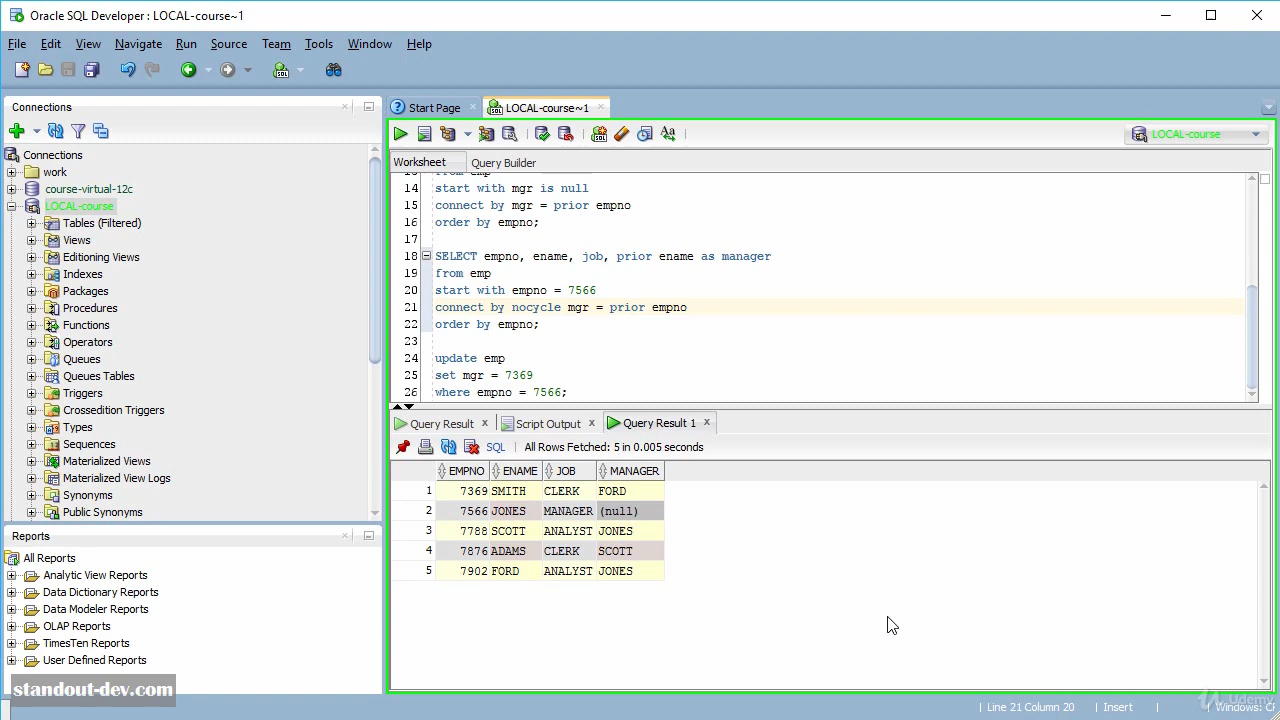 Oracle SQL Developer : LOCAL-course~1
File Edit View Navigate Run Source Team Tools Window Help
Connections
Connections
work
course-virtual-12c
LOCAL-course
Tables (Filtered)
Views
Editioning Views
Indexes
Packages
Procedures
Functions
Operators
Queues
Queues Tables
Triggers
Crossedition Triggers
Types
Sequences
Materialized Views
Materialized View Logs
Synonyms
Public Synonyms
Reports
All Reports
Analytic View Reports
Data Dictionary Reports
Data Modeler Reports
OLAP Reports
TimesTen Reports
User Defined Reports
standout-dev.com
Start Page LOCAL-course~1
LOCAL-course
Worksheet Query Builder
13 from emp
14 start with mgr is null
15 connect by mgr = prior empno
16 order by empno;
17
18 SELECT empno, ename, job, prior ename as manager
19 from emp
20 start with empno = 7566
21 connect by nocycle mgr = prior empno
22 order by empno;
23
24 update emp
25 set mgr = 7369
26 where empno = 7566;
Query Result Script Output Query Result 1
SQL All Rows Fetched: 5 in 0.005 seconds
EMPNO ENAME JOB MANAGER
1 7369 SMITH CLERK FORD
2 7566 JONES MANAGER (null)
3 7788 SCOTT ANALYST JONES
4 7876 ADAMS CLERK SCOTT
5 7902 FORD ANALYST JONES
Udemy
Line 21 Column 20 Insert Windows: CF